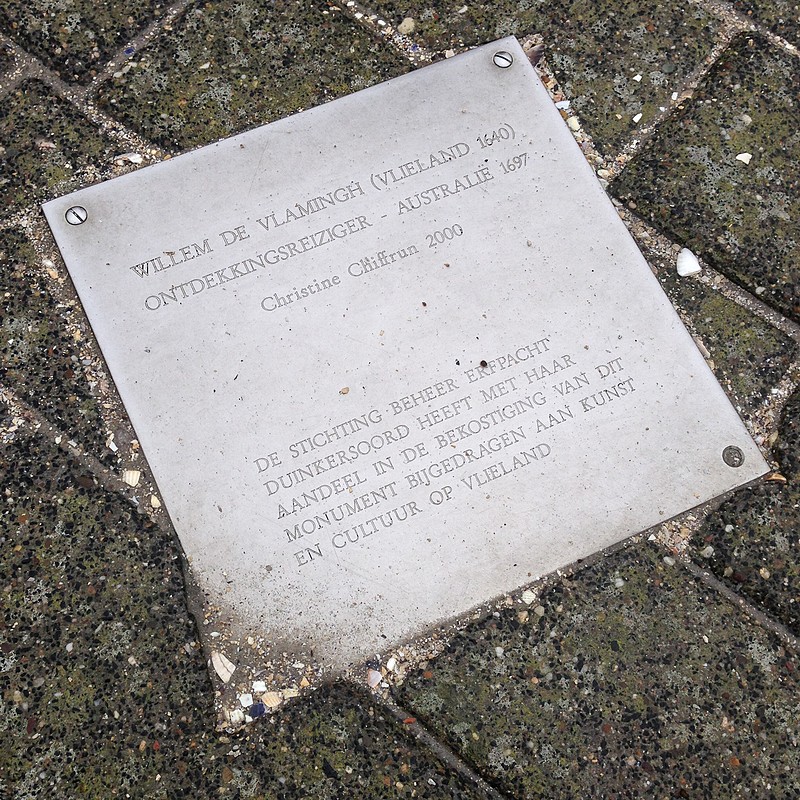 WILLEM DE VLAMINGH (VLIELAND 1640)
ONTDEKKINGSREIZIGER - AUSTRALIË 1697
Christine Chiffrun 2000
DE STICHTING BEHEER ERFPACHT
DUINKERSOORD HEEFT MET HAAR
AANDEEL IN DE BEKOSTIGING VAN DIT
MONUMENT BIJGEDRAGEN AAN KUNST
EN CULTUUR OP VLIELAND